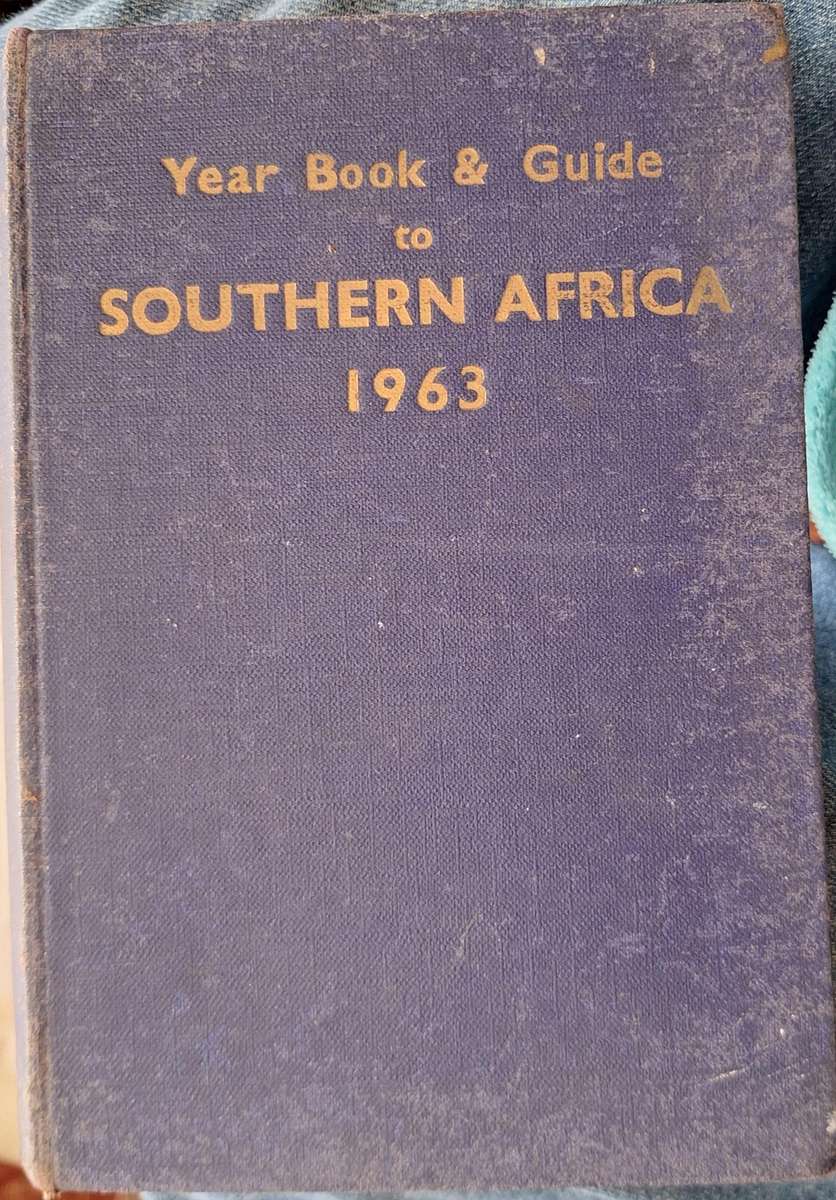 Year Book & Guide
to
SOUTHERN AFRICA
1963